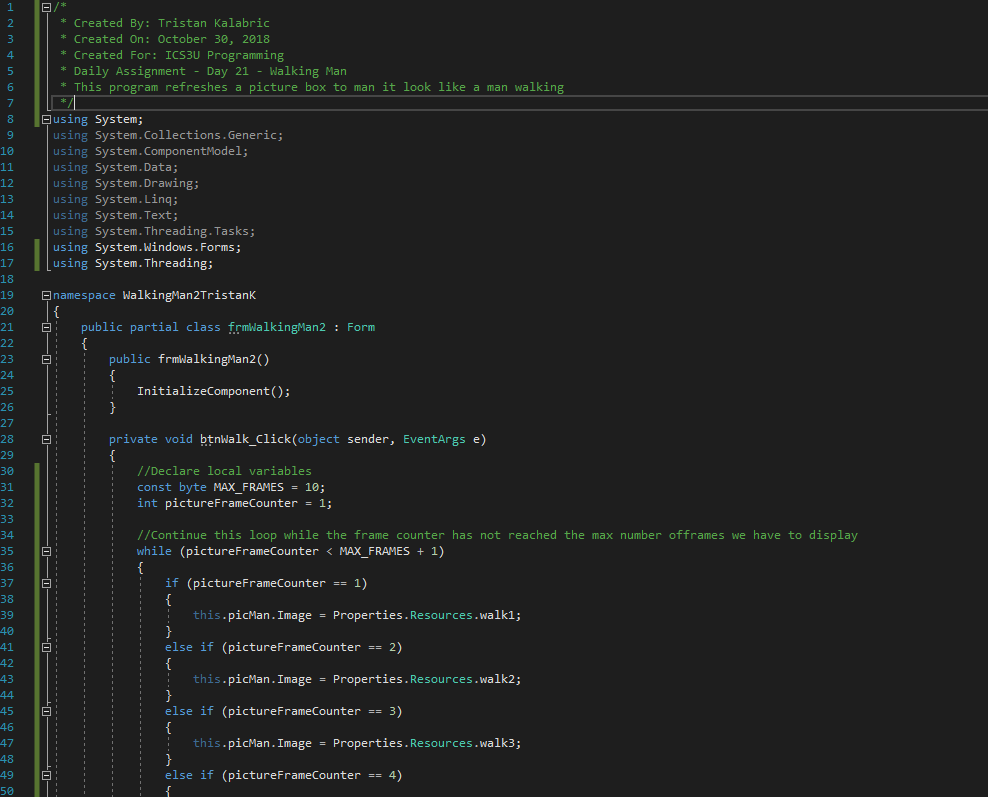 1 /*
2  * Created By: Tristan Kalabric
3  * Created On: October 30, 2018
4  * Created For: ICS3U Programming
5  * Daily Assignment - Day 21 - Walking Man
6  * This program refreshes a picture box to man it look like a man walking
7  */
8 using System;
9 using System.Collections.Generic;
10 using System.ComponentModel;
11 using System.Data;
12 using System.Drawing;
13 using System.Linq;
14 using System.Text;
15 using System.Threading.Tasks;
16 using System.Windows.Forms;
17 using System.Threading;
18
19 namespace WalkingMan2TristanK
20 {
21     public partial class frmWalkingMan2 : Form
22     {
23         public frmWalkingMan2()
24         {
25             InitializeComponent();
26         }
27
28         private void btnWalk_Click(object sender, EventArgs e)
29         {
30             //Declare local variables
31             const byte MAX_FRAMES = 10;
32             int pictureFrameCounter = 1;
33
34             //Continue this loop while the frame counter has not reached the max number offrames we have to display
35             while (pictureFrameCounter < MAX_FRAMES + 1)
36             {
37                 if (pictureFrameCounter == 1)
38                 {
39                     this.picMan.Image = Properties.Resources.walk1;
40                 }
41                 else if (pictureFrameCounter == 2)
42                 {
43                     this.picMan.Image = Properties.Resources.walk2;
44                 }
45                 else if (pictureFrameCounter == 3)
46                 {
47                     this.picMan.Image = Properties.Resources.walk3;
48                 }
49                 else if (pictureFrameCounter == 4)
50                 {